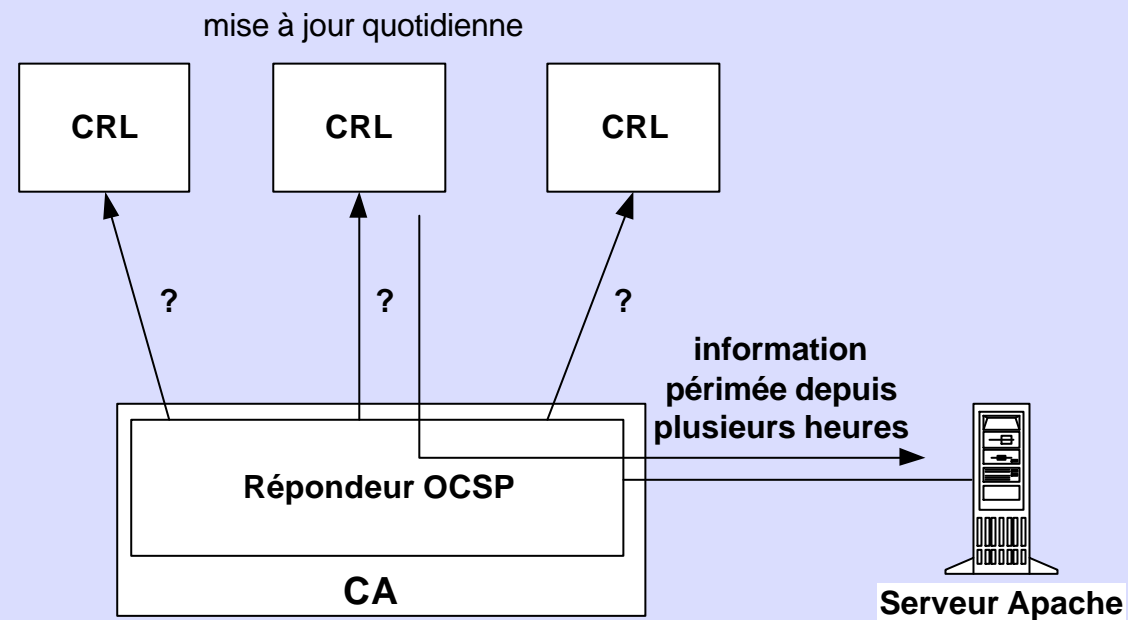 mise à jour quotidienne
CRL
CRL
CRL
?
?
?
information
périmée depuis
plusieurs heures
Répondeur OCSP
CA
Serveur Apache